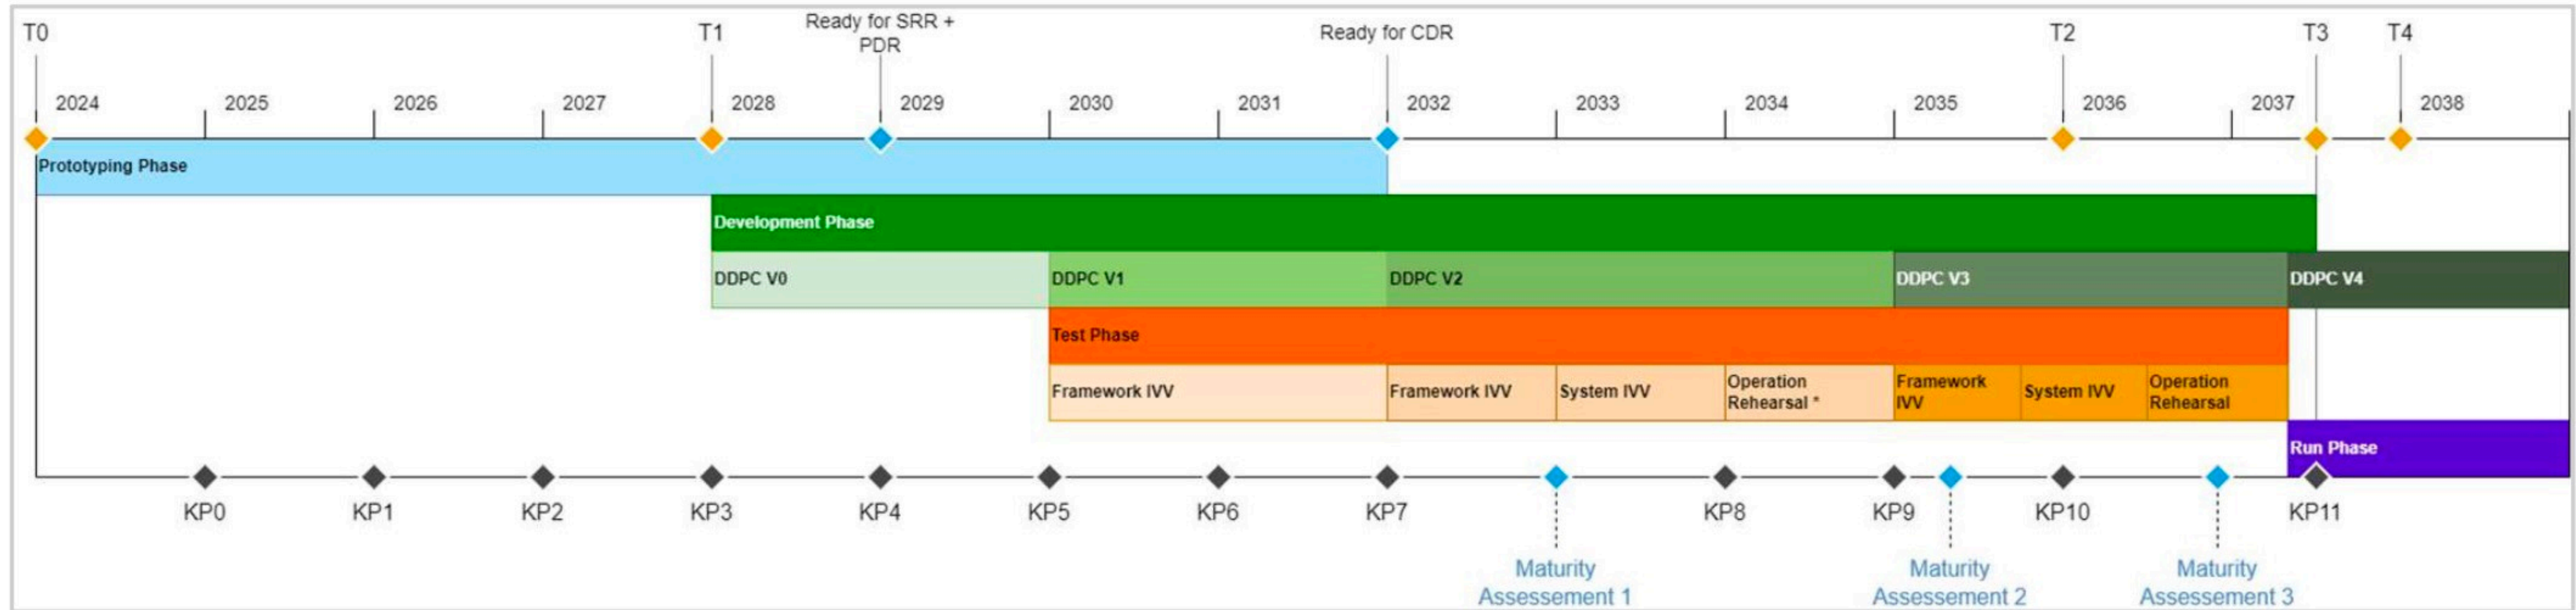 T0
T1
Ready for SRR +
PDR
Ready for CDR
T2
T3
T4
2024
2025
2026
2027
2028
2029
2030
2031
2032
2033
2034
2035
2036
2037
2038
Prototyping Phase
Development Phase
DDPC V0
DDPC V1
DDPC V2
DDPC V3
DDPC V4
Test Phase
Framework IVV
Framework IVV
System IVV
Operation
Rehearsal *
Framework
IVV
System IVV
Operation
Rehearsal
Run Phase
KP0
KP1
KP2
KP3
KP4
KP5
KP6
KP7
KP8
KP9
KP10
KP11
Maturity
Assessement 1
Maturity
Assessement 2
Maturity
Assessement 3